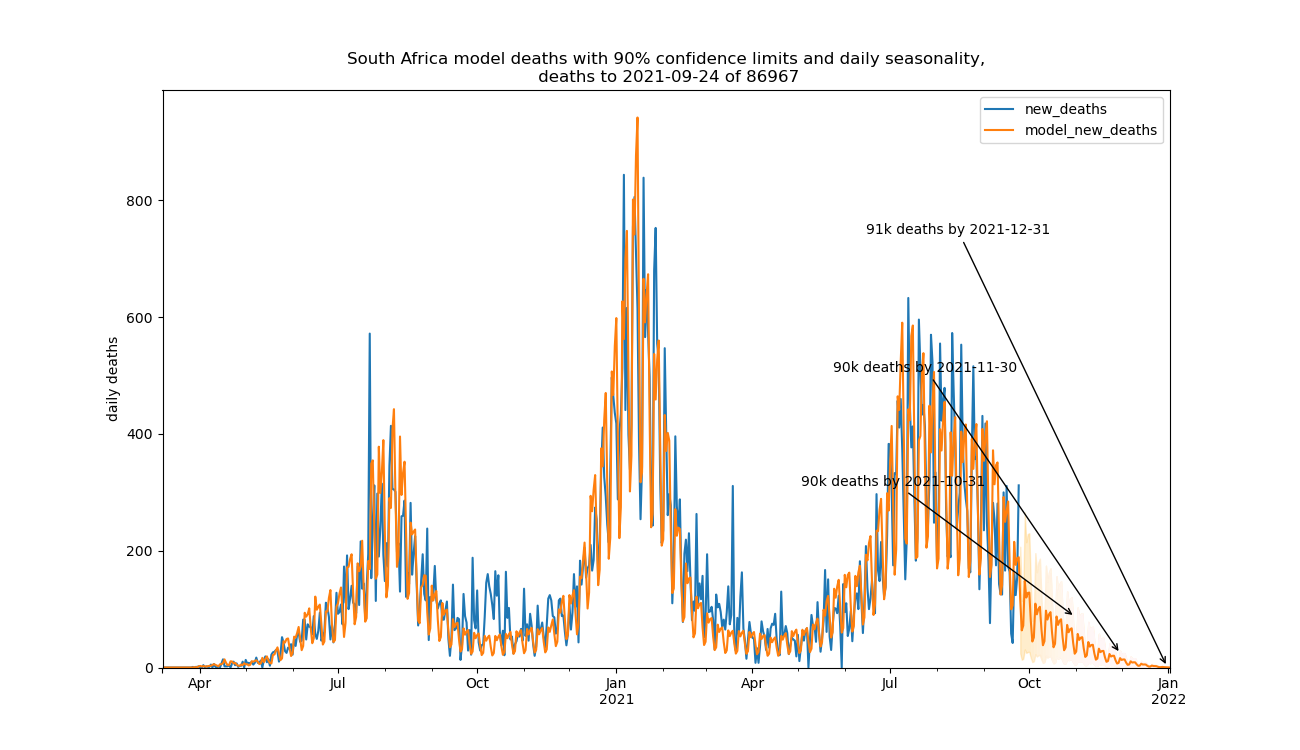 South Africa model deaths with 90% confidence limits and daily seasonality,
deaths to 2021-09-24 of 86967
new_deaths
model_new_deaths
daily deaths
800
600
400
200
0
91k deaths by 2021-12-31
90k deaths by 2021-11-30
90k deaths by 2021-10-31
Apr
Jul
Oct
Jan
2021
Apr
Jul
Oct
Jan
2022